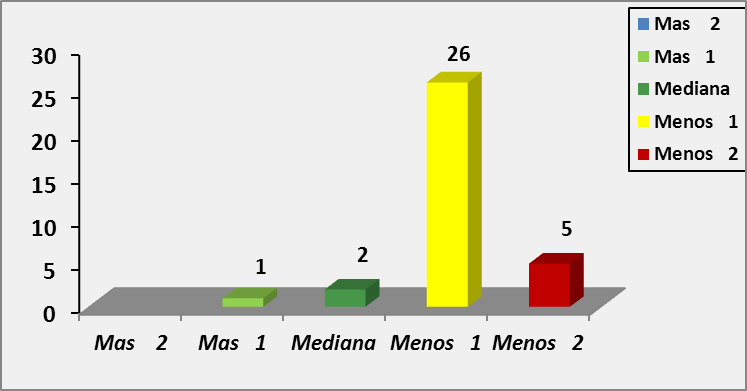 30
25
20
15
10
5
0
1
2
26
5
Mas 2
Mas 1
Mediana
Menos 1
Menos 2
Mas 2
Mas 1
Mediana
Menos 1
Menos 2